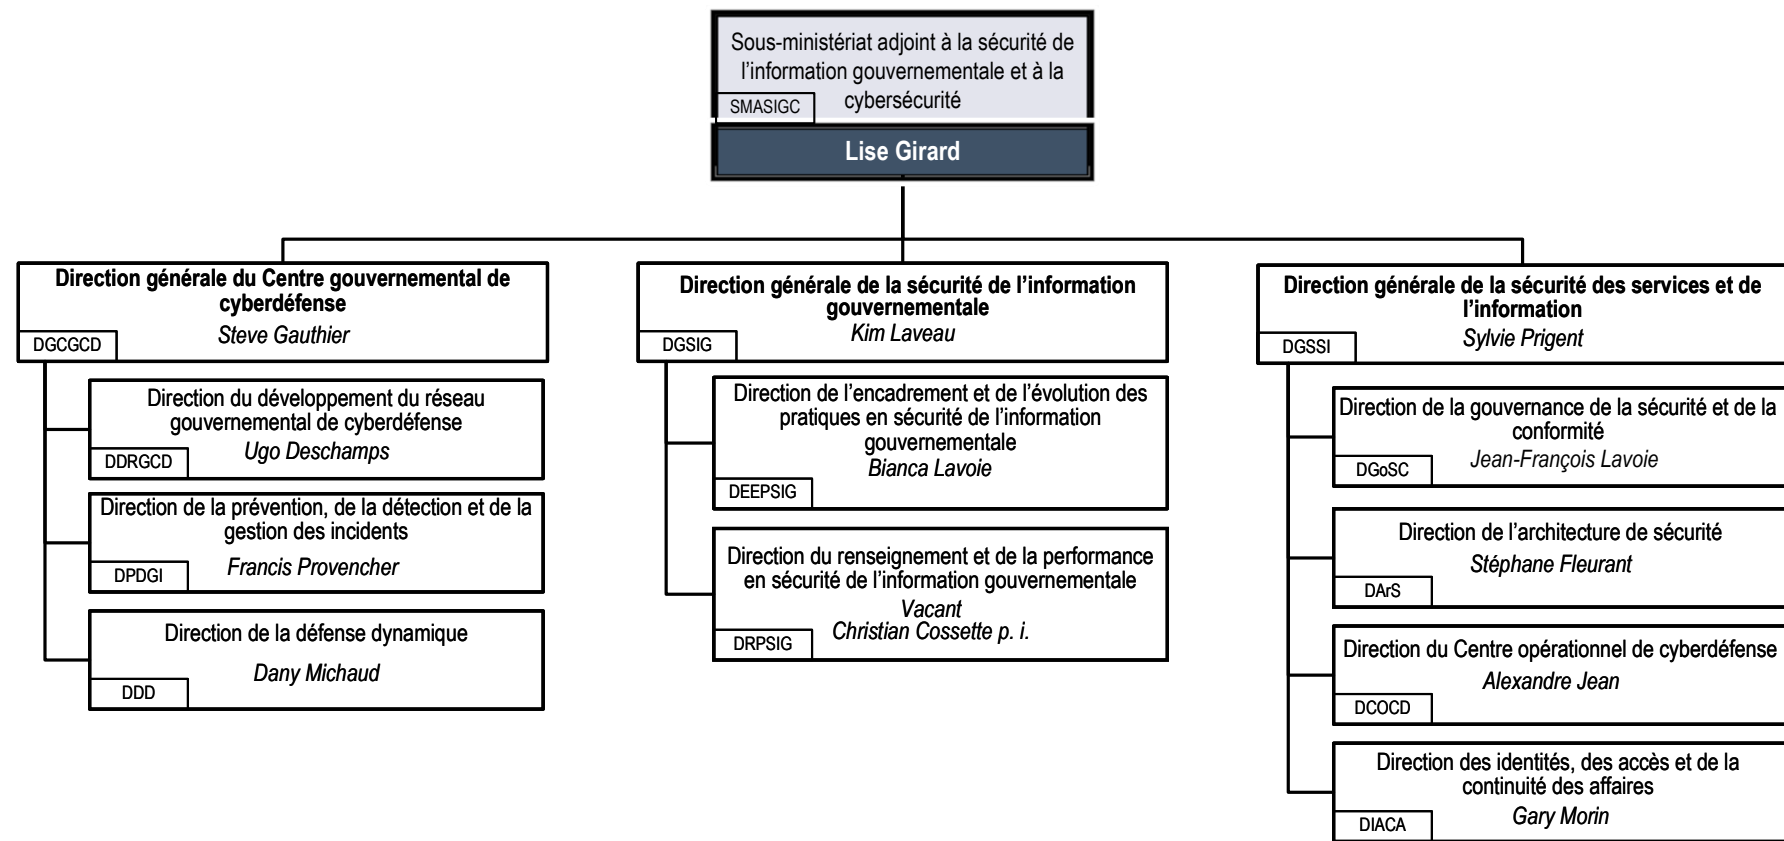 Sous-ministériat adjoint à la sécurité de
l’information gouvernementale et à la
cybersécurité
SMASIGC
Lise Girard
Direction générale du Centre gouvernemental de
cyberdéfense
Steve Gauthier
DGCGCD
Direction du développement du réseau
gouvernemental de cyberdéfense
Ugo Deschamps
DDRGCD
Direction de la prévention, de la détection et de la
gestion des incidents
Francis Provencher
DPDGI
Direction de la défense dynamique
Dany Michaud
DDD
Direction générale de la sécurité de l’information
gouvernementale
Kim Laveau
DGSIG
Direction de l’encadrement et de l’évolution des
pratiques en sécurité de l’information
gouvernementale
Bianca Lavoie
DEEPSIG
Direction du renseignement et de la performance
en sécurité de l’information gouvernementale
Vacant
Christian Cossette p. i.
DRPSIG
Direction générale de la sécurité des services et de
l’information
Sylvie Prigent
DGSSI
Direction de la gouvernance de la sécurité et de la
conformité
Jean-François Lavoie
DGoSC
Direction de l’architecture de sécurité
Stéphane Fleurant
DArS
Direction du Centre opérationnel de cyberdéfense
Alexandre Jean
DCOCD
Direction des identités, des accès et de la
continuité des affaires
Gary Morin
DIACA